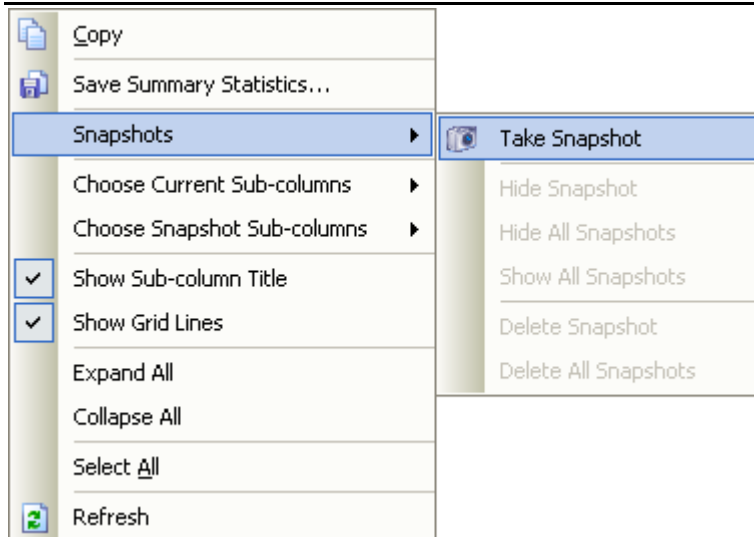 Copy
Save Summary Statistics...
Snapshots
Choose Current Sub-columns
Choose Snapshot Sub-columns
Show Sub-column Title
Show Grid Lines
Expand All
Collapse All
Select All
Refresh
Take Snapshot
Hide Snapshot
Hide All Snapshots
Show All Snapshots
Delete Snapshot
Delete All Snapshots